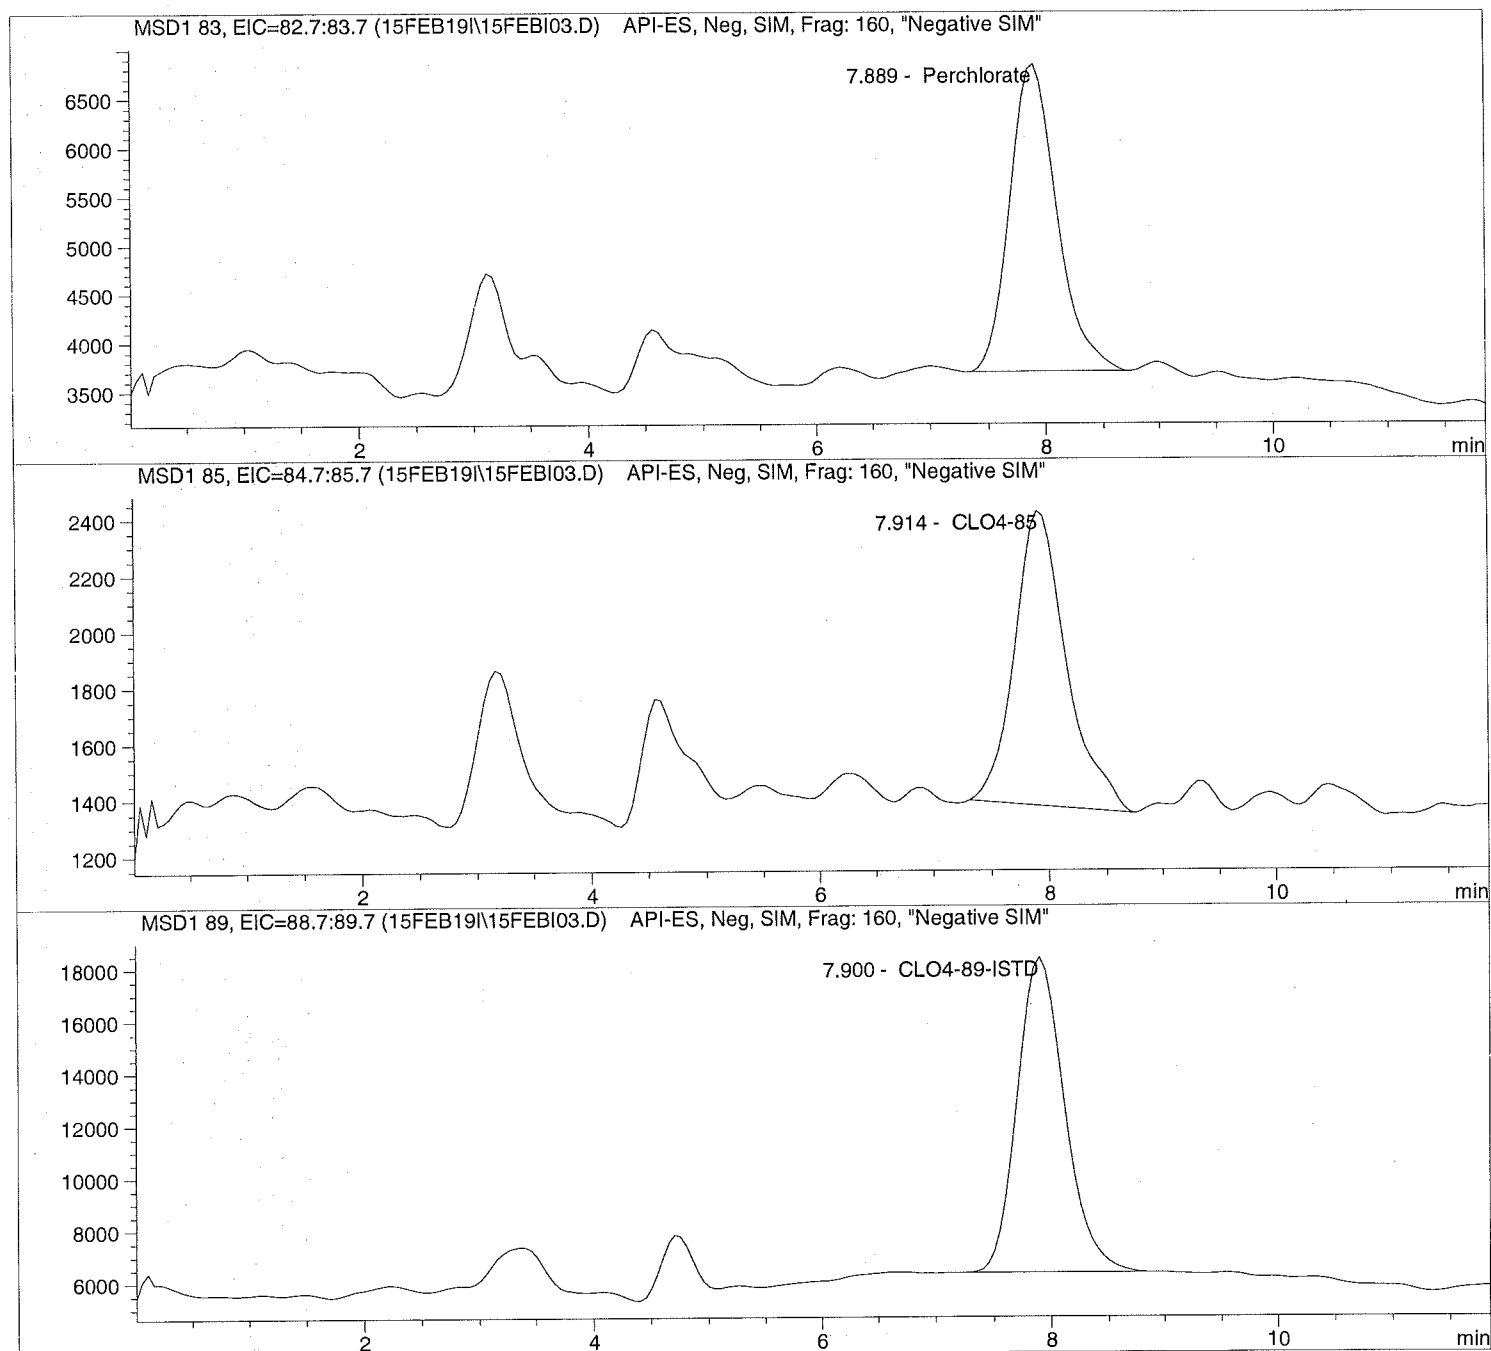 MSD1 83, EIC=82.7:83.7 (15FEB19I\15FEBI03.D) API-ES, Neg, SIM, Frag: 160, "Negative SIM"
7.889 - Perchlorate
6500
6000
5500
5000
4500
4000
3500
2 4 6 8 10 min
MSD1 85, EIC=84.7:85.7 (15FEB19I\15FEBI03.D) API-ES, Neg, SIM, Frag: 160, "Negative SIM"
7.914 - CLO4-85
2400
2200
2000
1800
1600
1400
1200
2 4 6 8 10 min
MSD1 89, EIC=88.7:89.7 (15FEB19I\15FEBI03.D) API-ES, Neg, SIM, Frag: 160, "Negative SIM"
7.900 - CLO4-89-ISTD
18000
16000
14000
12000
10000
8000
6000
2 4 6 8 10 min